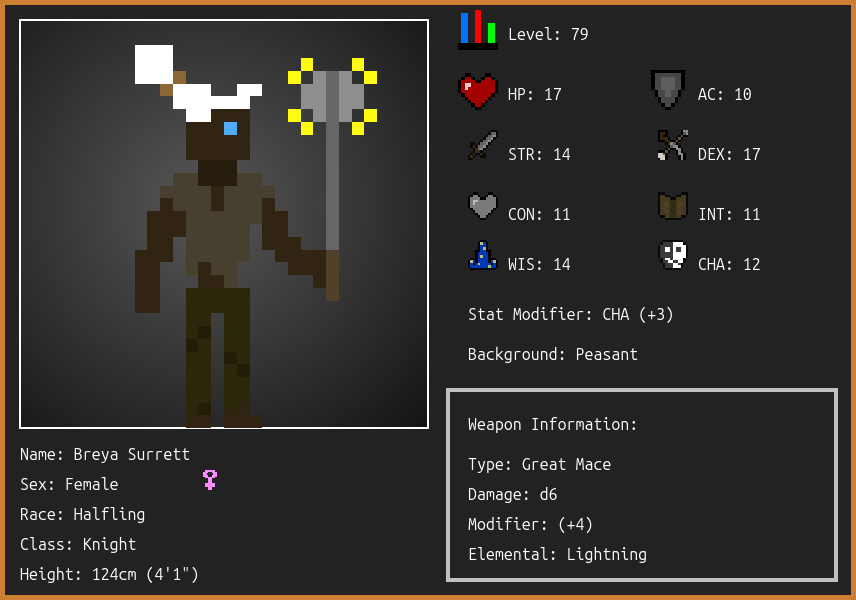 Level: 79
HP: 17
AC: 10
STR: 14
DEX: 17
CON: 11
INT: 11
WIS: 14
CHA: 12
Stat Modifier: CHA (+3)
Background: Peasant
Weapon Information:
Type: Great Mace
Damage: d6
Modifier: (+4)
Elemental: Lightning
Name: Breya Surrett
Sex: Female
Race: Halfling
Class: Knight
Height: 124cm (4'1")